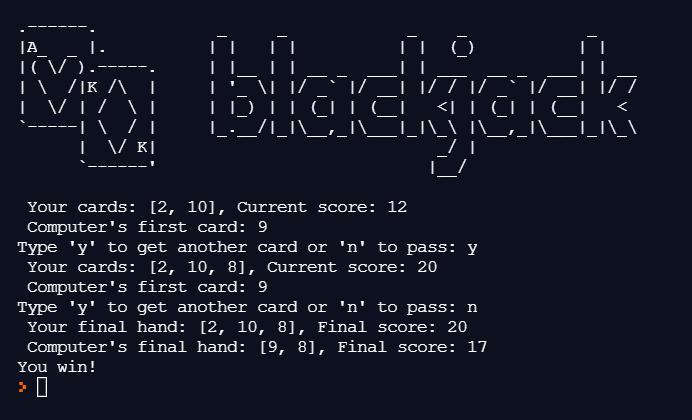 A
K
K
blackjack
Your cards: [2, 10], Current score: 12
Computer's first card: 9
Type 'y' to get another card or 'n' to pass: y
Your cards: [2, 10, 8], Current score: 20
Computer's first card: 9
Type 'y' to get another card or 'n' to pass: n
Your final hand: [2, 10, 8], Final score: 20
Computer's final hand: [9, 8], Final score: 17
You win!